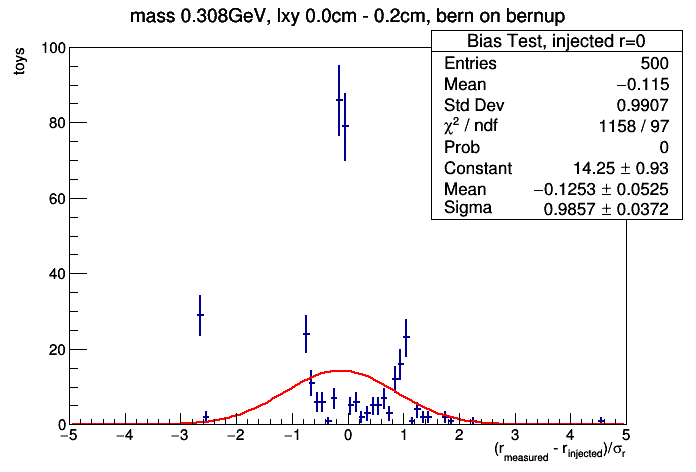 mass 0.308GeV, lxy 0.0cm - 0.2cm, bern on bernup
Bias Test, injected r=0
Entries 500
Mean −0.115
Std Dev 0.9907
χ² / ndf 1158 / 97
Prob 0
Constant 14.25 ± 0.93
Mean −0.1253 ± 0.0525
Sigma 0.9857 ± 0.0372
toys
100
80
60
40
20
0
−5 −4 −3 −2 −1 0 1 2 3 4 5
(r_measured - r_injected)/σ_r